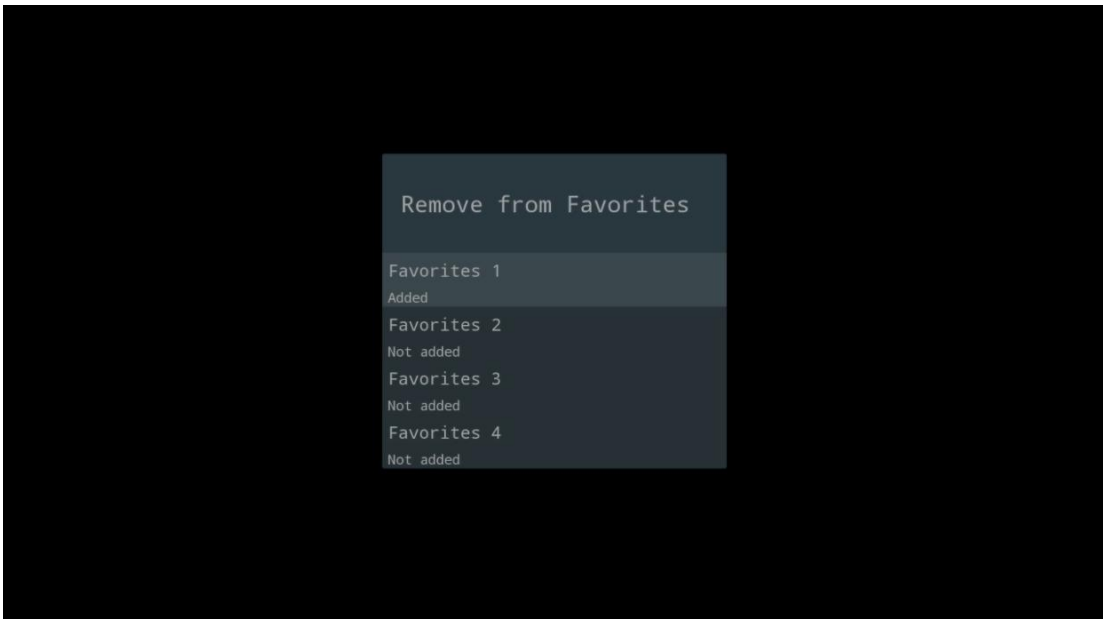 Remove from Favorites
Favorites 1
Added
Favorites 2
Not added
Favorites 3
Not added
Favorites 4
Not added